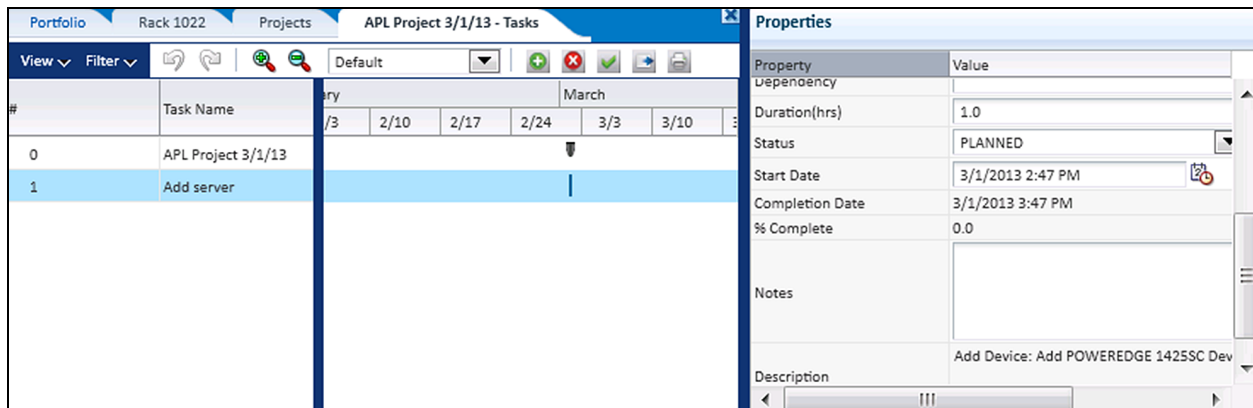 Portfolio Rack 1022 Projects APL Project 3/1/13 - Tasks
View Filter Default
# Task Name ary March
/3 2/10 2/17 2/24 3/3 3/10
0 APL Project 3/1/13
1 Add server
Properties
Property Value
Dependency
Duration(hrs) 1.0
Status PLANNED
Start Date 3/1/2013 2:47 PM
Completion Date 3/1/2013 3:47 PM
% Complete 0.0
Notes
Add Device: Add POWEREDGE 1425SC Dev
Description